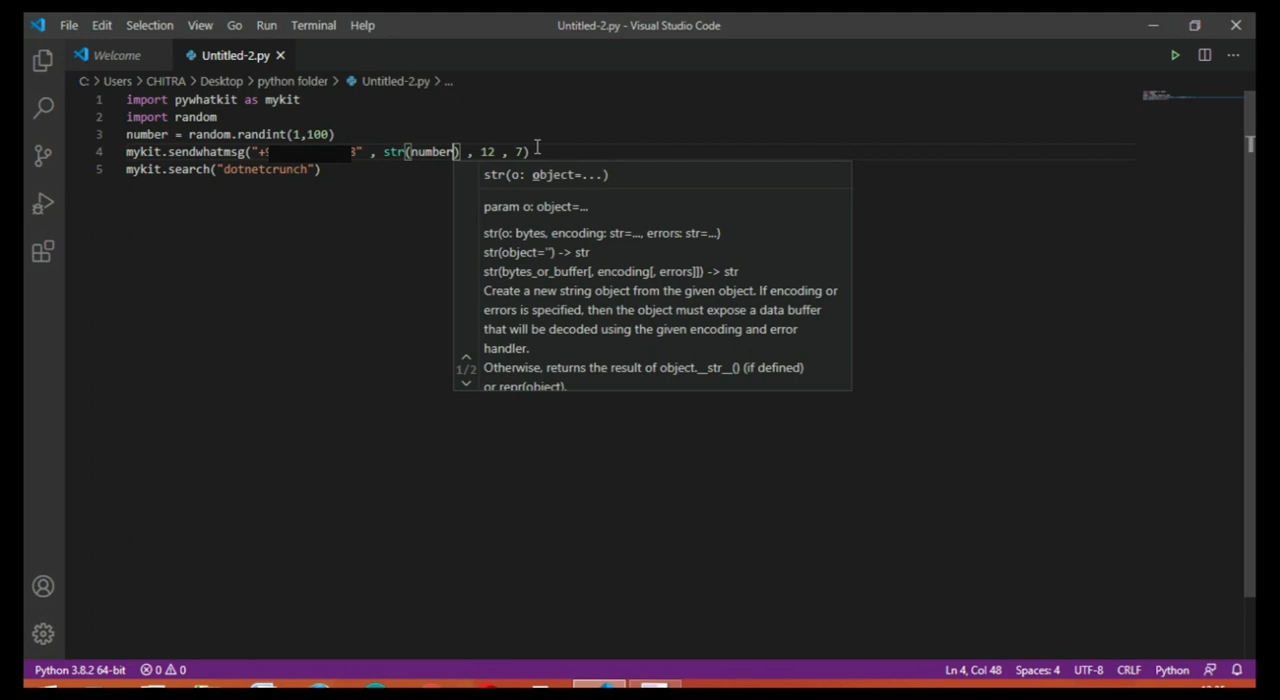 File Edit Selection View Go Run Terminal Help Untitled-2.py - Visual Studio Code
Welcome Untitled-2.py
C: > Users > CHITRA > Desktop > python folder > Untitled-2.py > ...
1 import pywhatkit as mykit
2 import random
3 number = random.randint(1,100)
4 mykit.sendwhatmsg("+9 8" , str(number) , 12 , 7)
5 mykit.search("dotnetcrunch")
str(o: object=...)
param o: object=...
str(o: bytes, encoding: str=..., errors: str=...)
str(object='') -> str
str(bytes_or_buffer[, encoding[, errors]]) -> str
Create a new string object from the given object. If encoding or
errors is specified, then the object must expose a data buffer
that will be decoded using the given encoding and error
handler.
1/2
Otherwise, returns the result of object.__str__() (if defined)
or repr(object).
Python 3.8.2 64-bit 0 0 Ln 4, Col 48 Spaces: 4 UTF-8 CRLF Python